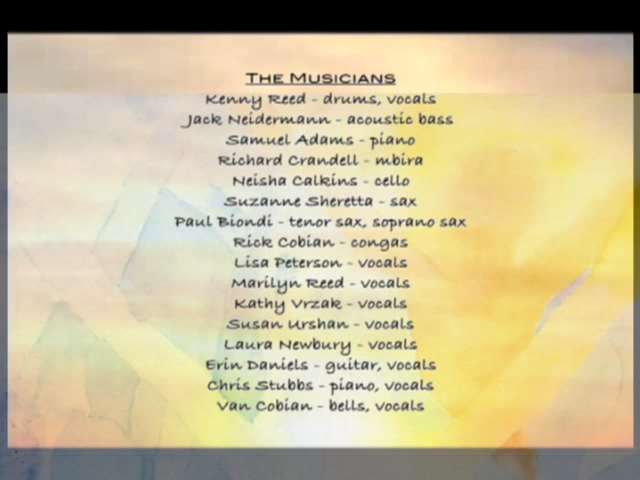 The Musicians
Kenny Reed - drums, vocals
Jack Neidermann - acoustic bass
Samuel Adams - piano
Richard Crandell - mbira
Neisha Calkins - cello
Suzanne Sheretta - sax
Paul Biondi - tenor sax, soprano sax
Rick Cobian - congas
Lisa Peterson - vocals
Marilyn Reed - vocals
Kathy Vrzak - vocals
Susan Urshan - vocals
Laura Newbury - vocals
Erin Daniels - guitar, vocals
Chris Stubbs - piano, vocals
Van Cobian - bells, vocals